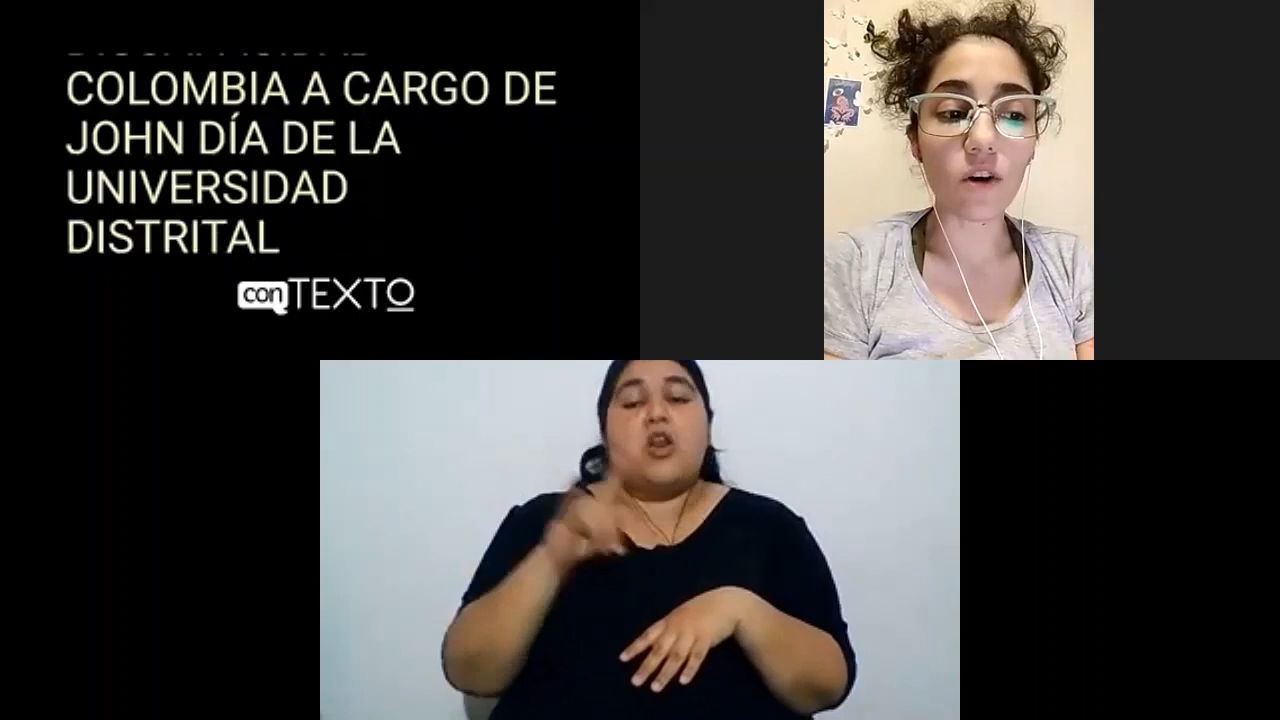 COLOMBIA A CARGO DE
JOHN DÍA DE LA
UNIVERSIDAD
DISTRITAL
conTEXTO